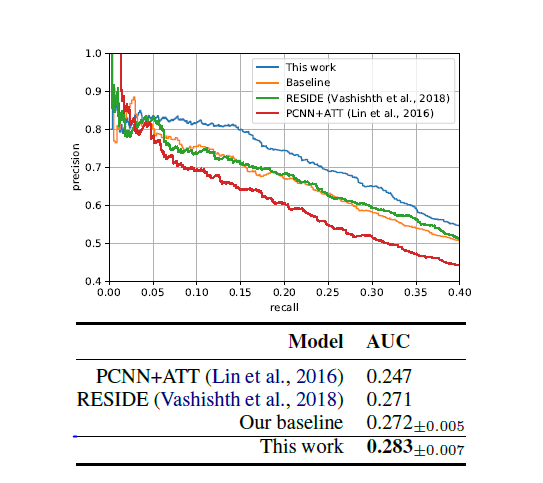 1.0
0.9
0.8
0.7
0.6
0.5
0.4
precision
This work
Baseline
RESIDE (Vashishth et al., 2018)
PCNN+ATT (Lin et al., 2016)
0.00 0.05 0.10 0.15 0.20 0.25 0.30 0.35 0.40
recall
Model AUC
PCNN+ATT (Lin et al., 2016) 0.247
RESIDE (Vashishth et al., 2018) 0.271
Our baseline 0.272±0.005
This work 0.283±0.007